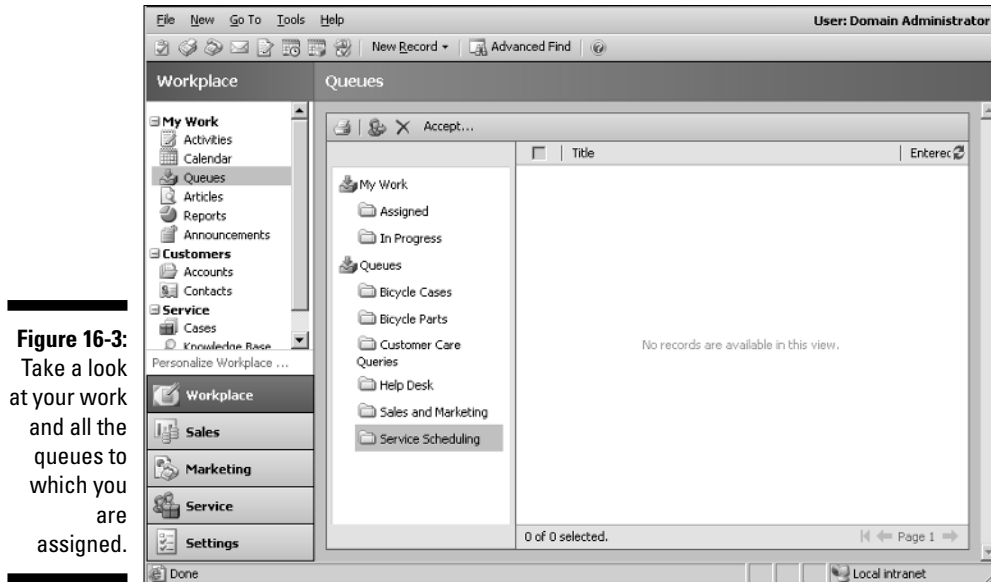 File New Go To Tools Help
User: Domain Administrator
New Record
Advanced Find
Workplace
Queues
My Work
Activities
Calendar
Queues
Articles
Reports
Announcements
Customers
Accounts
Contacts
Service
Cases
Knowledge Base
Personalize Workplace ...
Workplace
Sales
Marketing
Service
Settings
Accept...
My Work
Assigned
In Progress
Queues
Bicycle Cases
Bicycle Parts
Customer Care
Queries
Help Desk
Sales and Marketing
Service Scheduling
Title
Enterec
No records are available in this view.
0 of 0 selected.
Page 1
Done
Local intranet
Figure 16-3:
Take a look
at your work
and all the
queues to
which you
are
assigned.